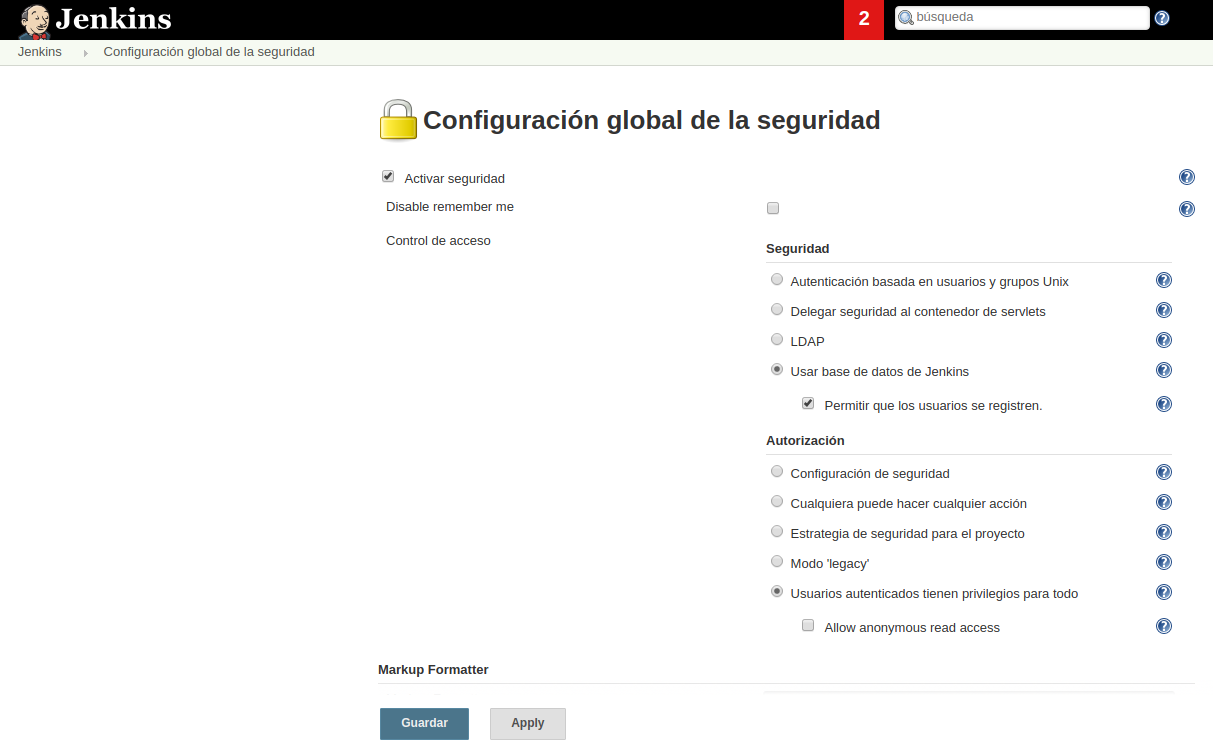 Jenkins
2
búsqueda
Jenkins
Configuración global de la seguridad
Configuración global de la seguridad
Activar seguridad
Disable remember me
Control de acceso
Seguridad
Autenticación basada en usuarios y grupos Unix
Delegar seguridad al contenedor de servlets
LDAP
Usar base de datos de Jenkins
Permitir que los usuarios se registren.
Autorización
Configuración de seguridad
Cualquiera puede hacer cualquier acción
Estrategia de seguridad para el proyecto
Modo 'legacy'
Usuarios autenticados tienen privilegios para todo
Allow anonymous read access
Markup Formatter
Guardar
Apply